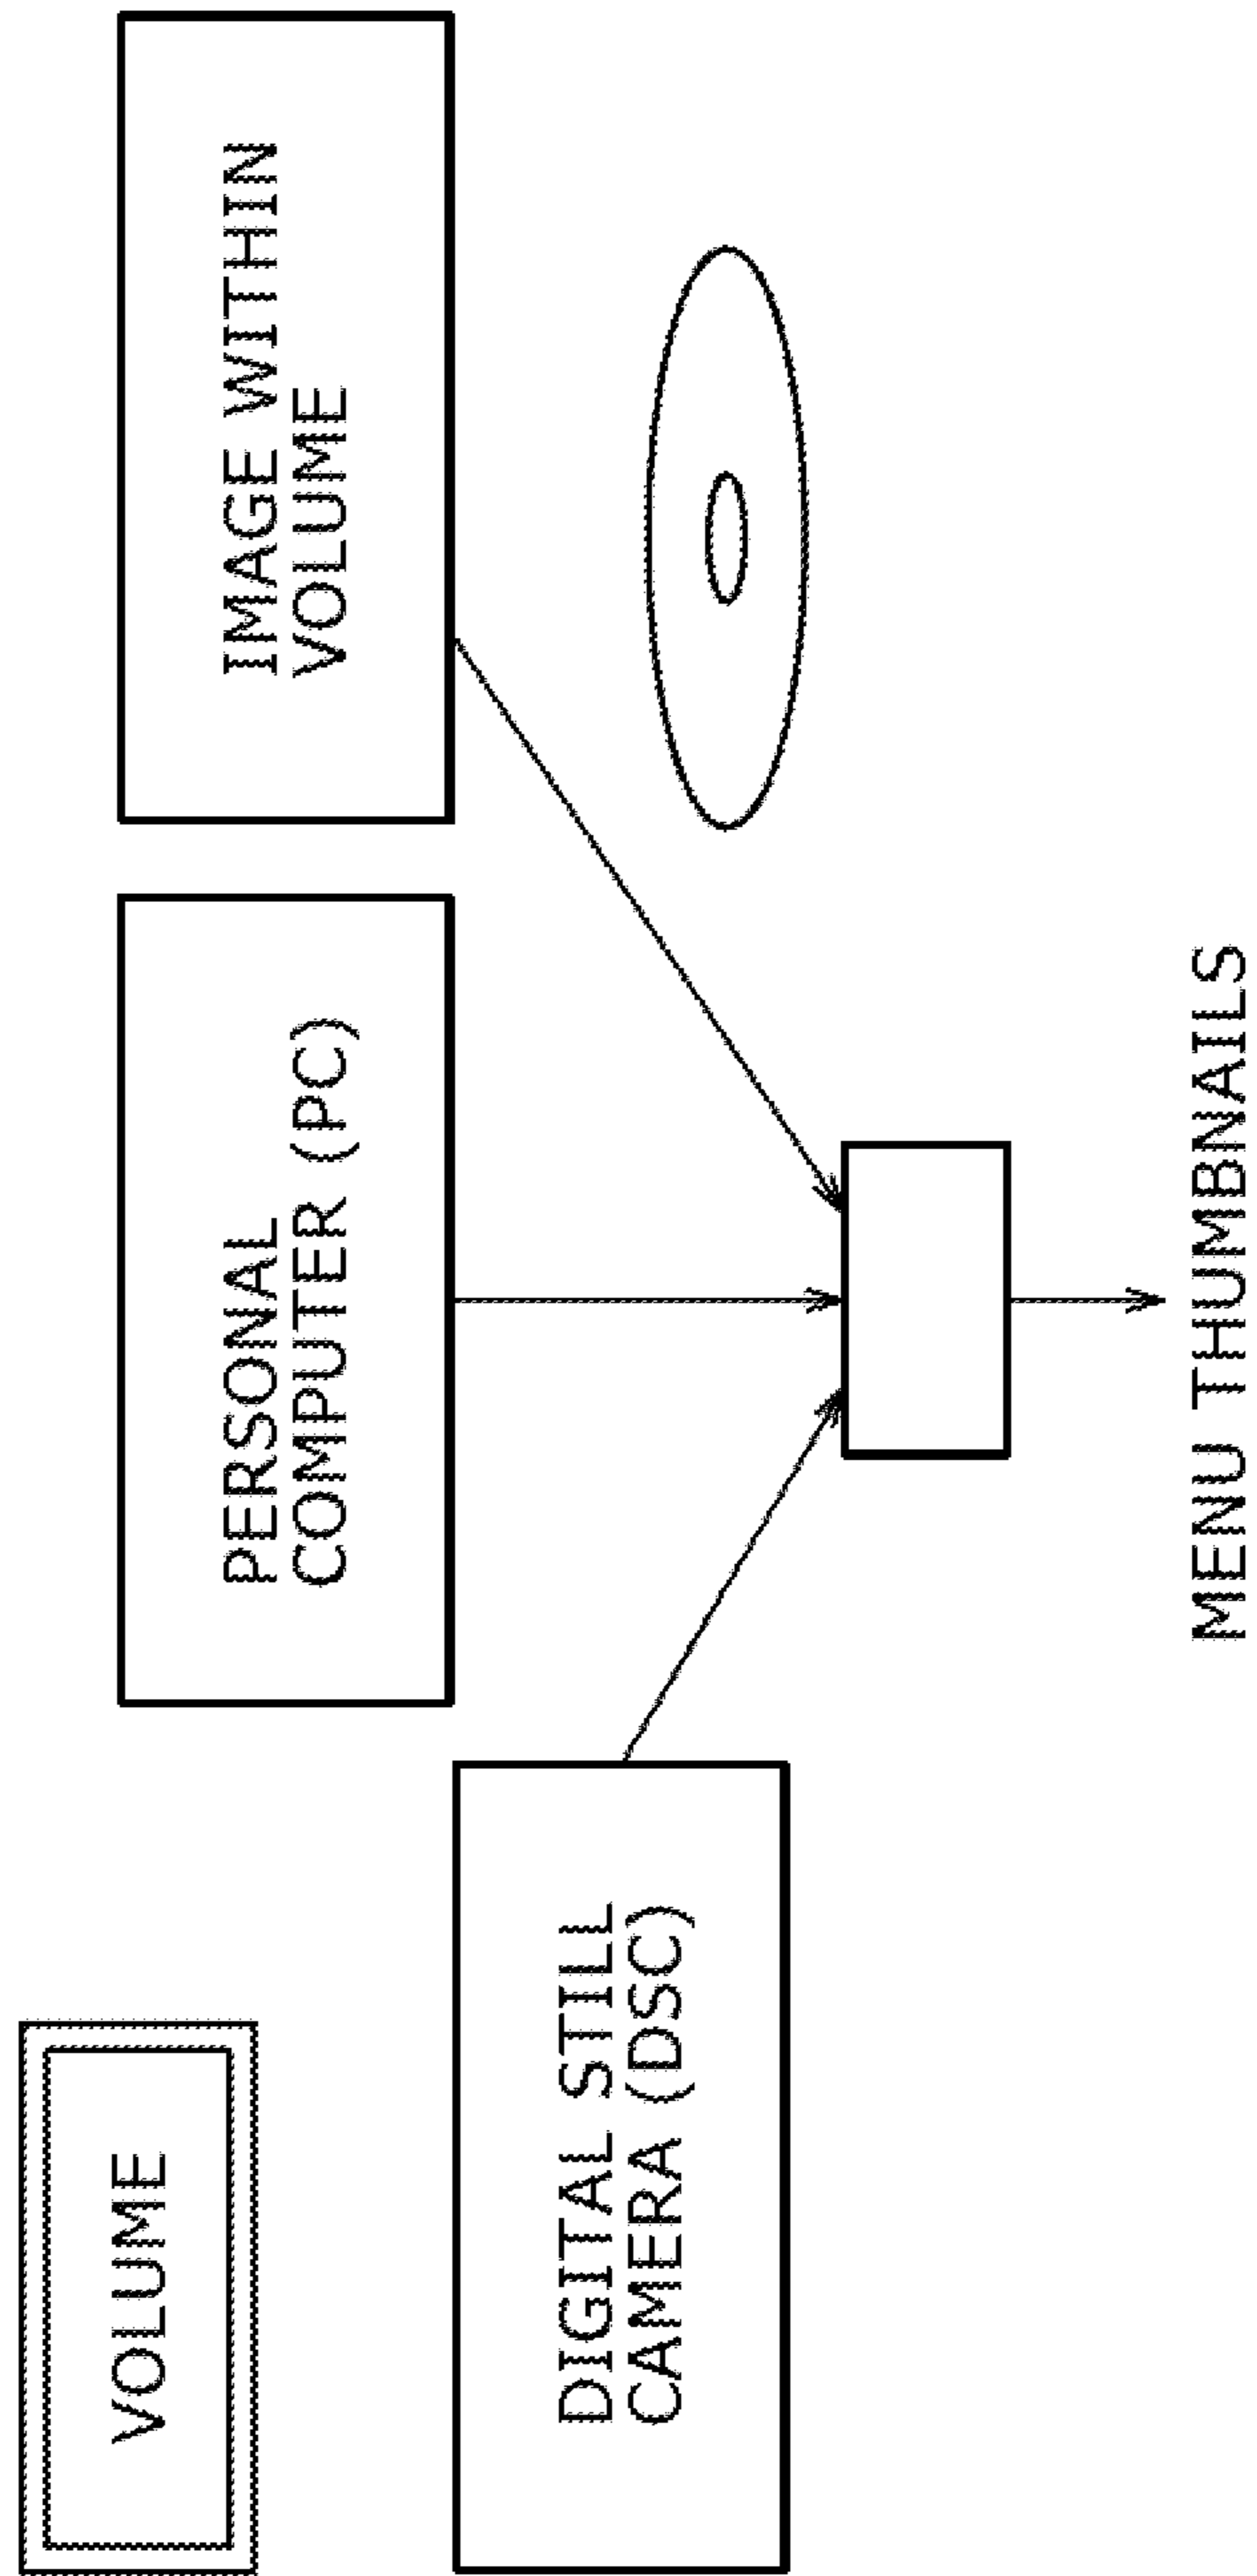 VOLUME
DIGITAL STILL
CAMERA (DSC)
PERSONAL
COMPUTER (PC)
IMAGE WITHIN
VOLUME
MENU THUMBNAILS